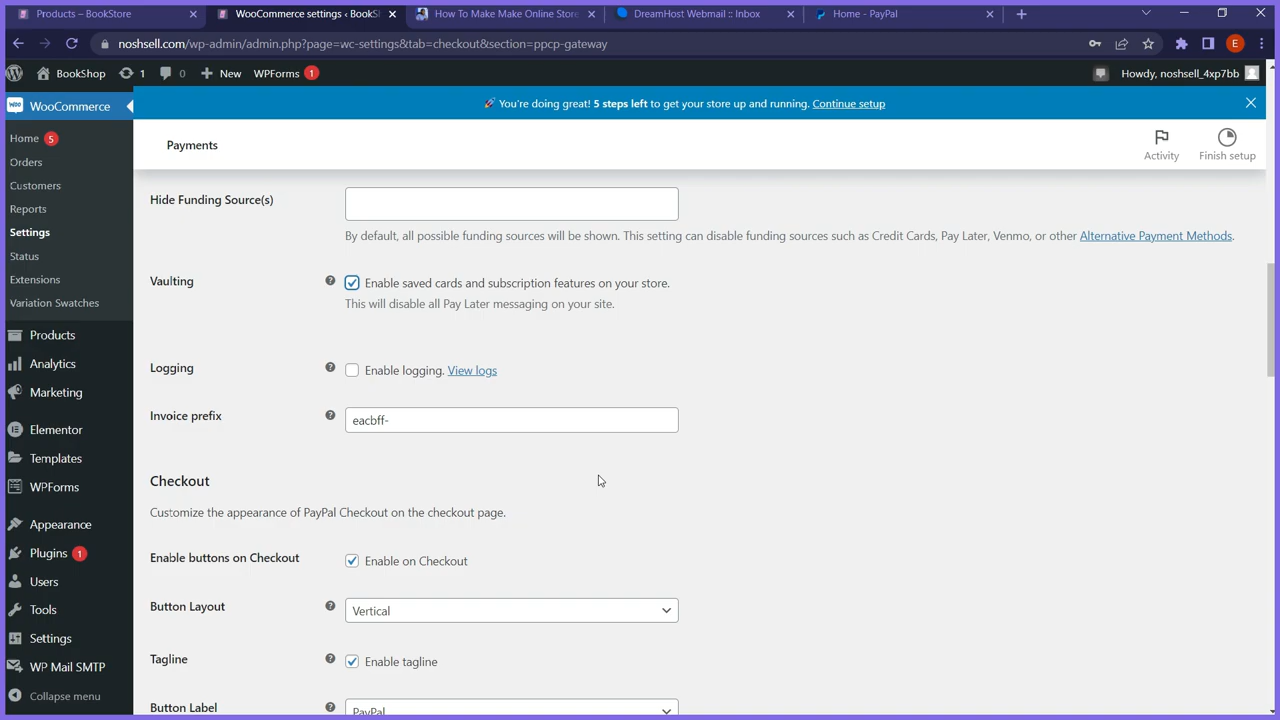 Products – BookStore
WooCommerce settings ‹ BookSh
How To Make Make Online Store
DreamHost Webmail :: Inbox
Home - PayPal
noshsell.com/wp-admin/admin.php?page=wc-settings&tab=checkout&section=ppcp-gateway
E
BookShop 1 0 New WPForms 1
Howdy, noshsell_4xp7bb
WooCommerce
🚀 You're doing great! 5 steps left to get your store up and running. Continue setup
Home 5
Payments
Activity
Finish setup
Orders
Customers
Reports
Settings
Status
Extensions
Variation Swatches
Products
Analytics
Marketing
Elementor
Templates
WPForms
Appearance
Plugins 1
Users
Tools
Settings
WP Mail SMTP
Collapse menu
Hide Funding Source(s)
By default, all possible funding sources will be shown. This setting can disable funding sources such as Credit Cards, Pay Later, Venmo, or other Alternative Payment Methods.
Vaulting
Enable saved cards and subscription features on your store.
This will disable all Pay Later messaging on your site.
Logging
Enable logging. View logs
Invoice prefix
eacbff-
Checkout
Customize the appearance of PayPal Checkout on the checkout page.
Enable buttons on Checkout
Enable on Checkout
Button Layout
Vertical
Tagline
Enable tagline
Button Label
PayPal